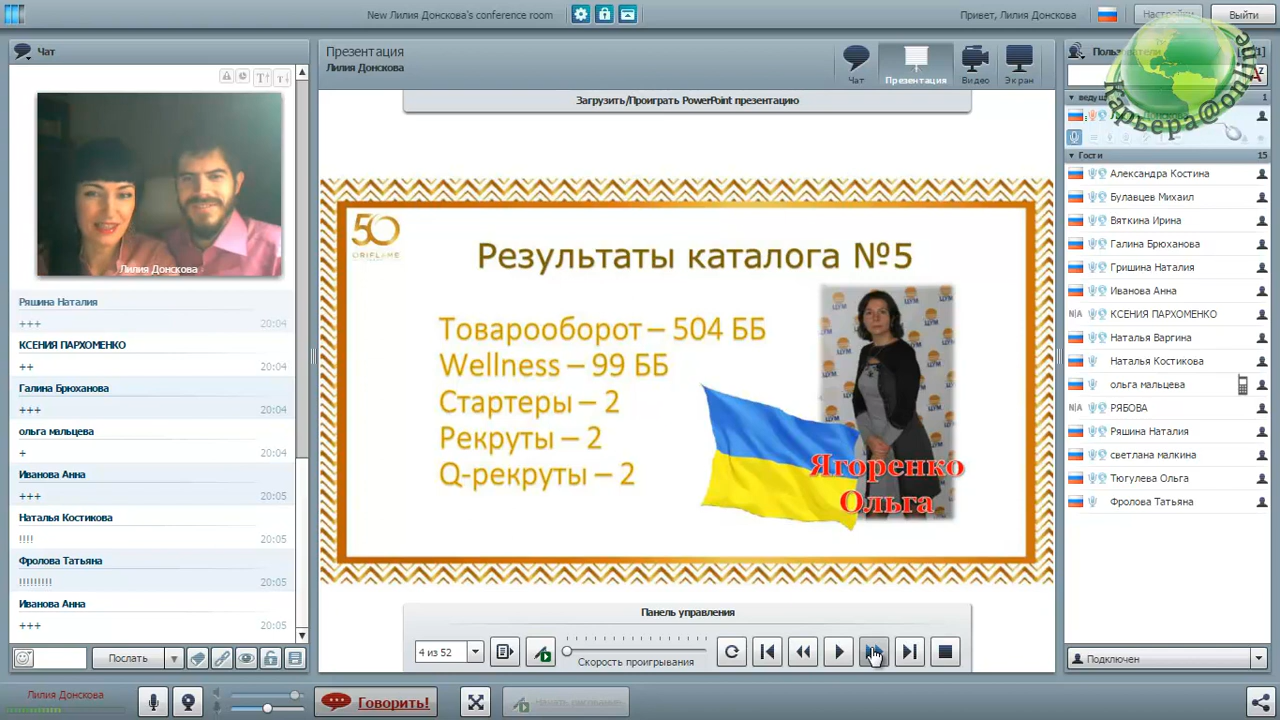 New Лилия Донскова's conference room
Привет, Лилия Донскова
Настройки
Выйти
Чат
Лилия Донскова
Ряшина Наталия
+++ 20:04
КСЕНИЯ ПАРХОМЕНКО
++ 20:04
Галина Брюханова
+++ 20:04
ольга мальцева
+ 20:04
Иванова Анна
+++ 20:05
Наталья Костикова
!!!! 20:05
Фролова Татьяна
!!!!!!!!! 20:05
Иванова Анна
+++ 20:05
Послать
Презентация
Лилия Донскова
Чат
Презентация
Видео
Экран
Загрузить/Проиграть PowerPoint презентацию
50
ORIFLAME
Результаты каталога №5
Товарооборот – 504 ББ
Wellness – 99 ББ
Стартеры – 2
Рекруты – 2
Q-рекруты – 2
ЦУМ
Ягоренко
Ольга
Панель управления
4 из 52
Скорость проигрывания
Карьера@online
Гости 15
Александра Костина
Булавцев Михаил
Вяткина Ирина
Галина Брюханова
Гришина Наталия
Иванова Анна
N/A КСЕНИЯ ПАРХОМЕНКО
Наталья Варгина
Наталья Костикова
ольга мальцева
N/A РЯБОВА
Ряшина Наталия
светлана малкина
Тюгулева Ольга
Фролова Татьяна
Подключен
Лилия Донскова
Говорить!